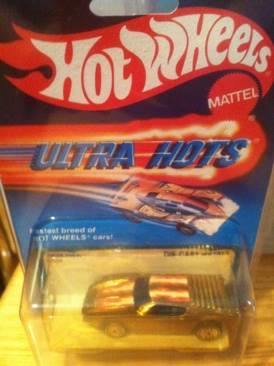 HOT WHEELS
MATTEL
ULTRA HOTS
fastest breed of
HOT WHEELS® cars!